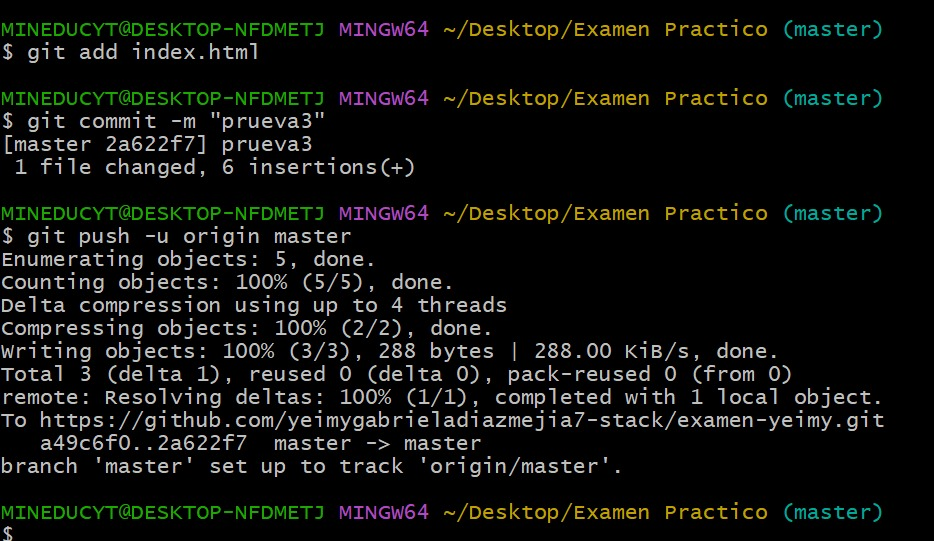 MINEDUCYT@DESKTOP-NFDMETJ MINGW64 ~/Desktop/Examen Practico (master)
$ git add index.html
MINEDUCYT@DESKTOP-NFDMETJ MINGW64 ~/Desktop/Examen Practico (master)
$ git commit -m "prueva3"
[master 2a622f7] prueva3
 1 file changed, 6 insertions(+)
MINEDUCYT@DESKTOP-NFDMETJ MINGW64 ~/Desktop/Examen Practico (master)
$ git push -u origin master
Enumerating objects: 5, done.
Counting objects: 100% (5/5), done.
Delta compression using up to 4 threads
Compressing objects: 100% (2/2), done.
Writing objects: 100% (3/3), 288 bytes | 288.00 KiB/s, done.
Total 3 (delta 1), reused 0 (delta 0), pack-reused 0 (from 0)
remote: Resolving deltas: 100% (1/1), completed with 1 local object.
To https://github.com/yeimygabrieladiazmejia7-stack/examen-yeimy.git
   a49c6f0..2a622f7  master -> master
branch 'master' set up to track 'origin/master'.
MINEDUCYT@DESKTOP-NFDMETJ MINGW64 ~/Desktop/Examen Practico (master)
$